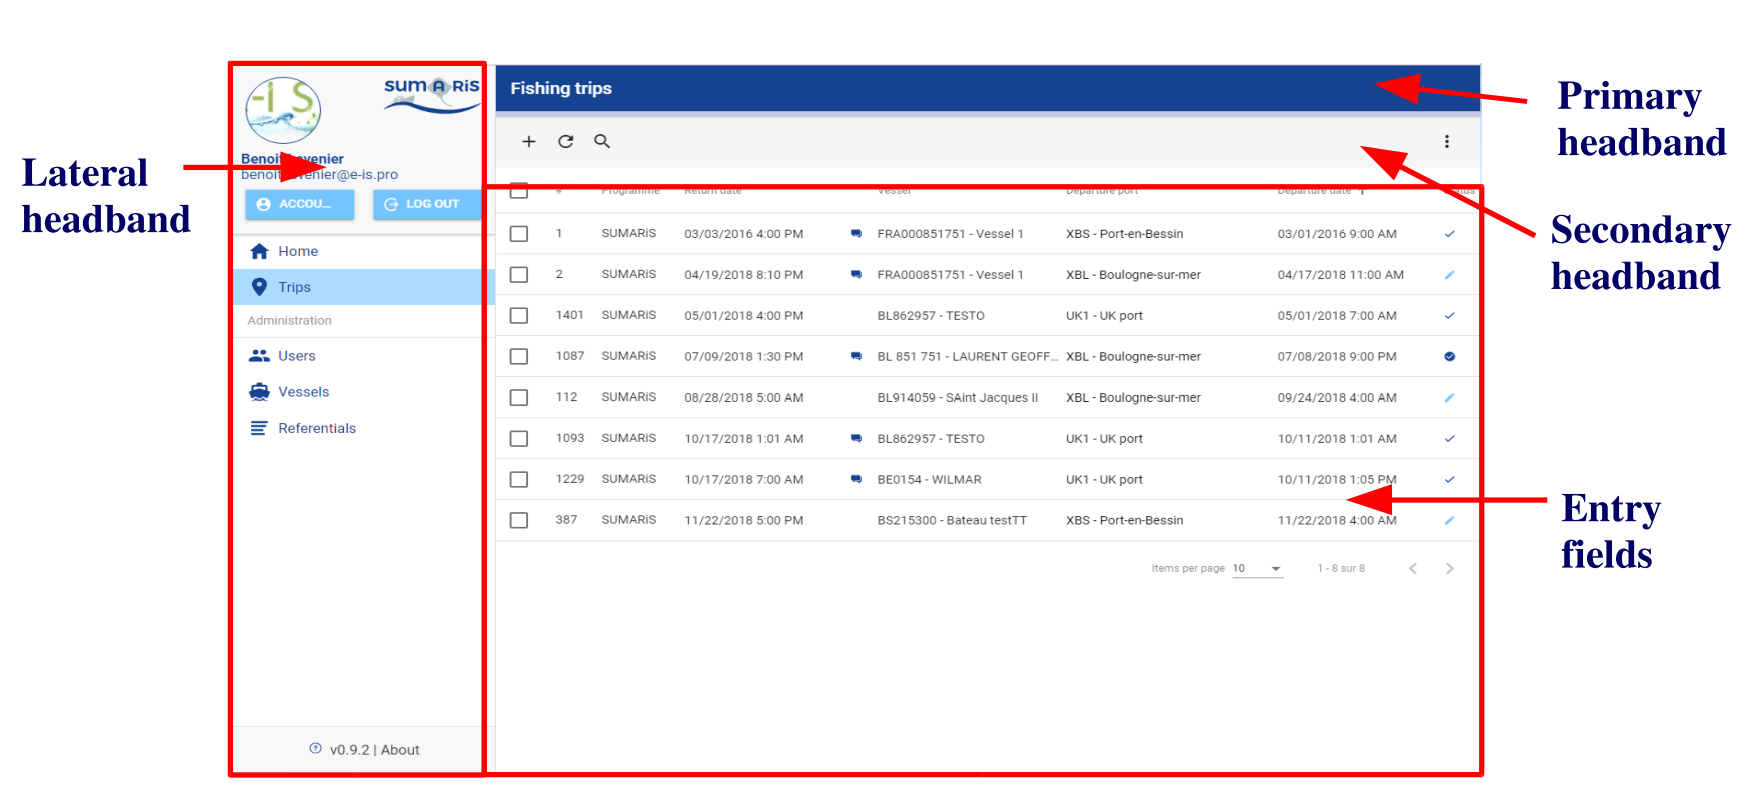 -i S.
sumARiS
Fishing trips
Primary
headband
Lateral
headband
benoit.lavenier@e-is.pro
ACCOU...
LOG OUT
Secondary
headband
# Programme Return date Vessel Departure port Departure date
Home
Trips
Administration
Users
Vessels
Referentials
1 SUMARiS 03/03/2016 4:00 PM FRA000851751 - Vessel 1 XBS - Port-en-Bessin 03/01/2016 9:00 AM
2 SUMARiS 04/19/2018 8:10 PM FRA000851751 - Vessel 1 XBL - Boulogne-sur-mer 04/17/2018 11:00 AM
1401 SUMARiS 05/01/2018 4:00 PM BL862957 - TESTO UK1 - UK port 05/01/2018 7:00 AM
1087 SUMARiS 07/09/2018 1:30 PM BL 851 751 - LAURENT GEOFF... XBL - Boulogne-sur-mer 07/08/2018 9:00 PM
112 SUMARiS 08/28/2018 5:00 AM BL914059 - SAint Jacques II XBL - Boulogne-sur-mer 09/24/2018 4:00 AM
1093 SUMARiS 10/17/2018 1:01 AM BL862957 - TESTO UK1 - UK port 10/11/2018 1:01 AM
1229 SUMARiS 10/17/2018 7:00 AM BE0154 - WILMAR UK1 - UK port 10/11/2018 1:05 PM
387 SUMARiS 11/22/2018 5:00 PM BS215300 - Bateau testTT XBS - Port-en-Bessin 11/22/2018 4:00 AM
Entry
fields
Items per page 10 1 - 8 sur 8
v0.9.2 | About